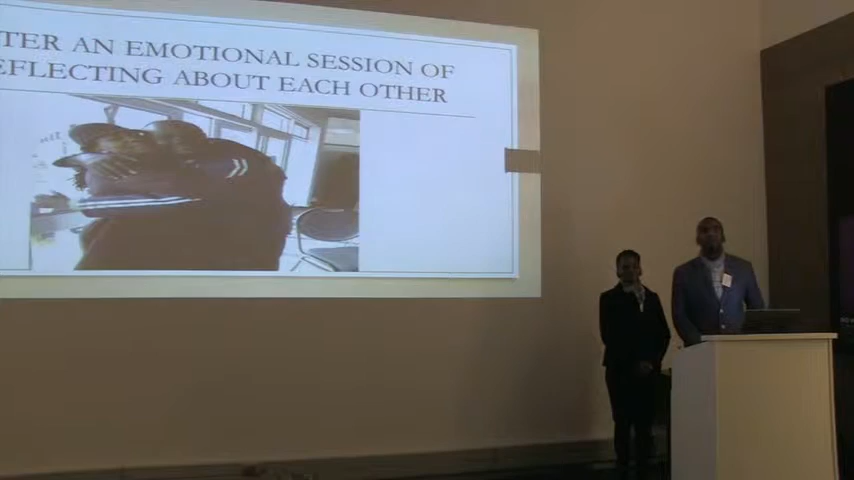 TER AN EMOTIONAL SESSION OF
EFLECTING ABOUT EACH OTHER